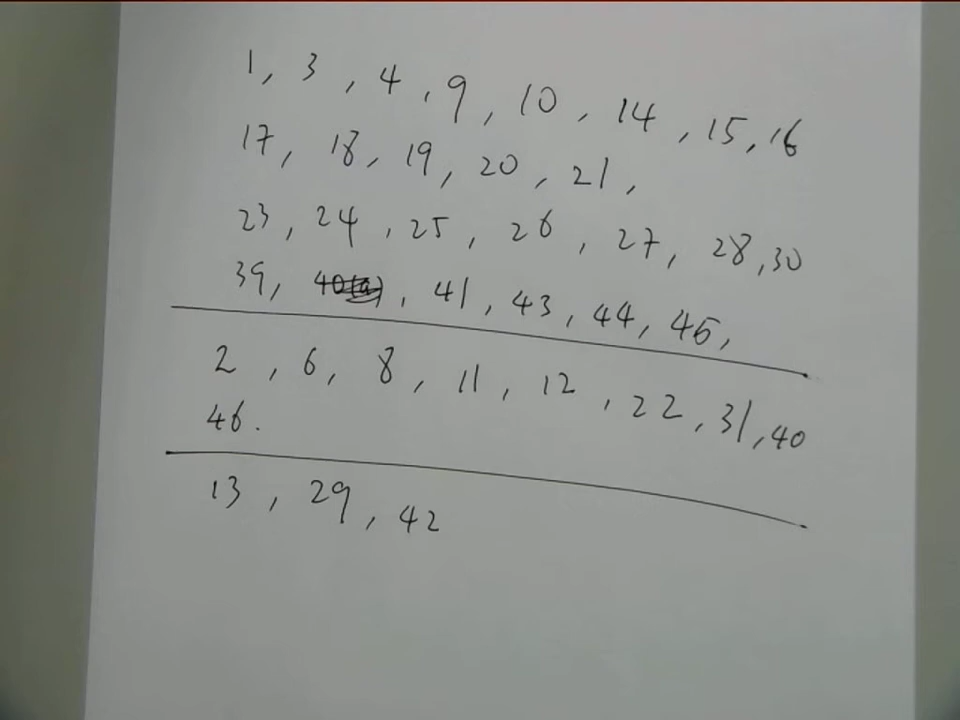 1, 3, 4, 9, 10, 14, 15, 16
17, 18, 19, 20, 21,
23, 24, 25, 26, 27, 28, 30
39, 40(a), 41, 43, 44, 45,
2, 6, 8, 11, 12, 22, 31, 40
46.
13, 29, 42